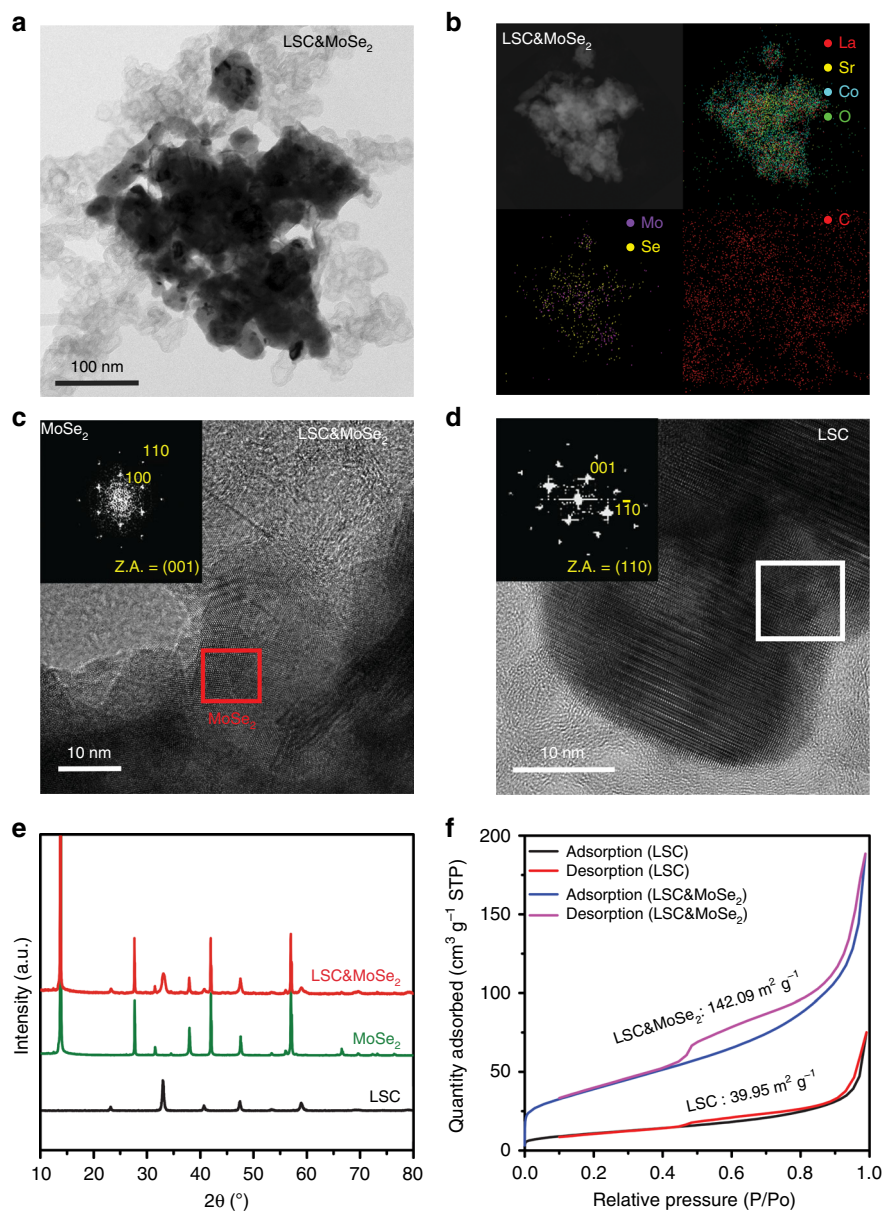 a
LSC&MoSe₂
100 nm
b
LSC&MoSe₂
La
Sr
Co
O
Mo
Se
C
c
MoSe₂
LSC&MoSe₂
110
100
Z.A. = (001)
MoSe₂
10 nm
d
LSC
001
1̅10
Z.A. = (110)
10 nm
e
Intensity (a.u.)
LSC&MoSe₂
MoSe₂
LSC
10 20 30 40 50 60 70 80
2θ (°)
f
Quantity adsorbed (cm³ g⁻¹ STP)
200
150
100
50
0
Adsorption (LSC)
Desorption (LSC)
Adsorption (LSC&MoSe₂)
Desorption (LSC&MoSe₂)
LSC&MoSe₂: 142.09 m² g⁻¹
LSC : 39.95 m² g⁻¹
0.0 0.2 0.4 0.6 0.8 1.0
Relative pressure (P/Po)